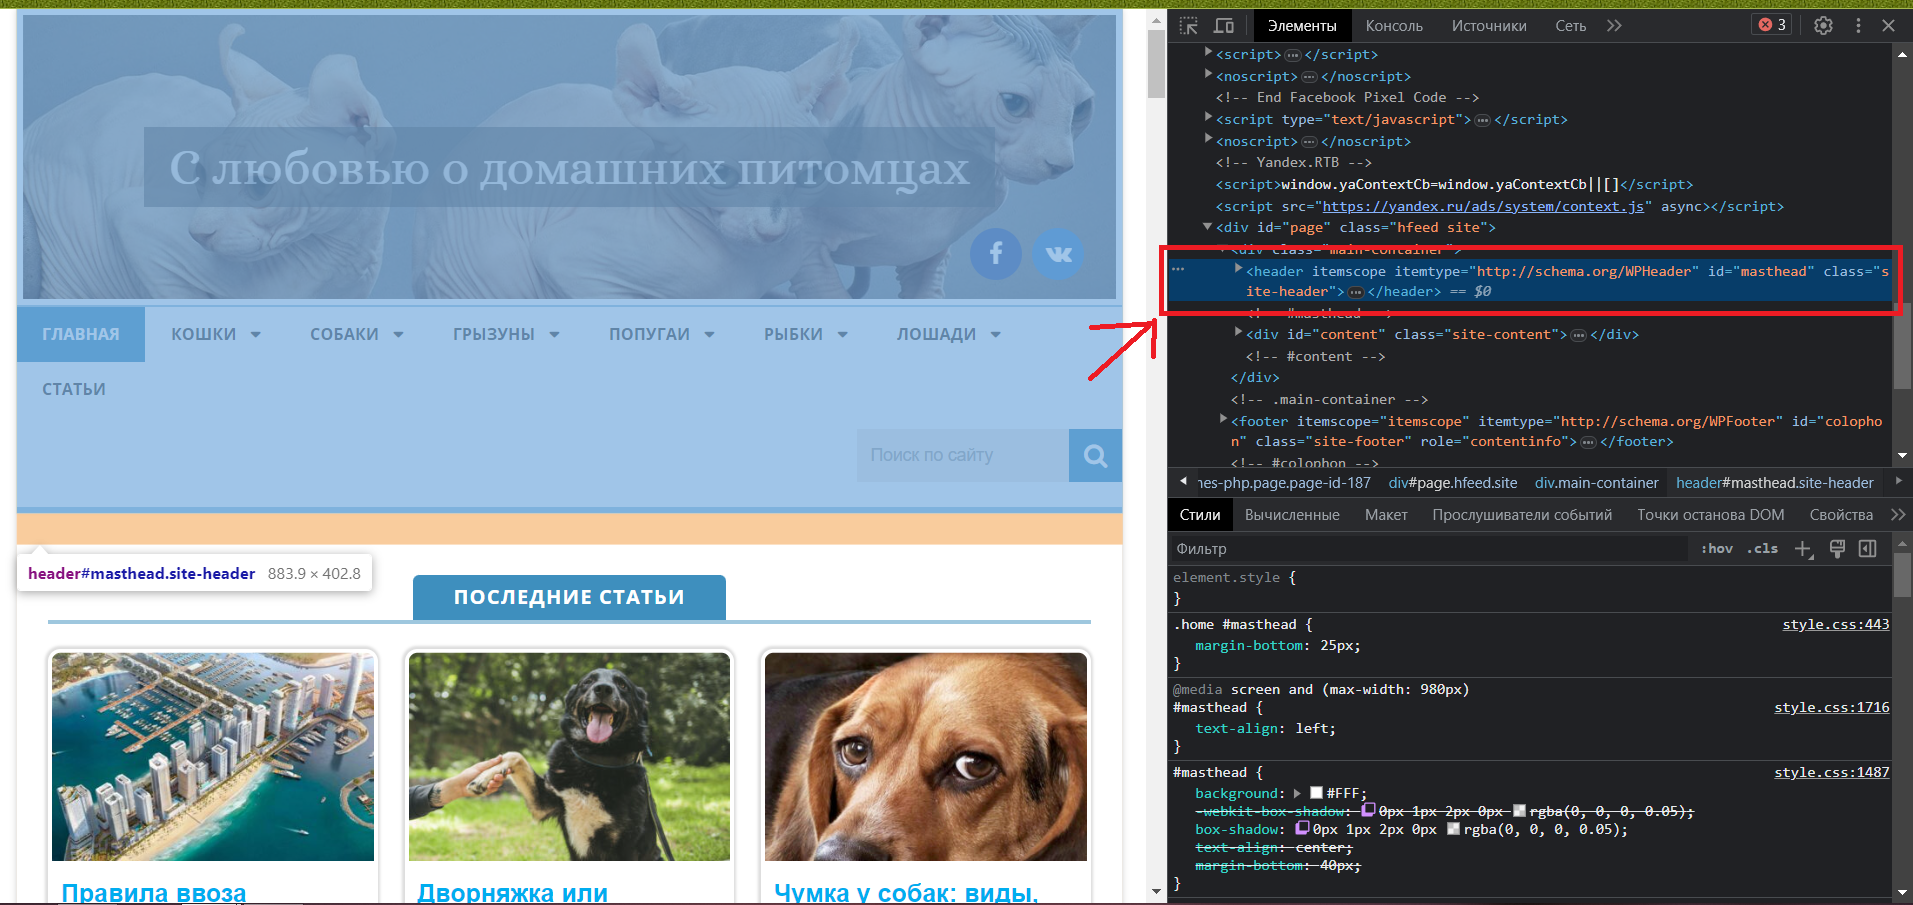 С любовью о домашних питомцах
ГЛАВНАЯ КОШКИ СОБАКИ ГРЫЗУНЫ ПОПУГАИ РЫБКИ ЛОШАДИ
СТАТЬИ
Поиск по сайту
header#masthead.site-header 883.9 × 402.8
ПОСЛЕДНИЕ СТАТЬИ
Правила ввоза
Дворняжка или
Чумка у собак: виды,
Элементы Консоль Источники Сеть 3
<script>…</script>
<noscript>…</noscript>
<!-- End Facebook Pixel Code -->
<script type="text/javascript">…</script>
<noscript>…</noscript>
<!-- Yandex.RTB -->
<script>window.yaContextCb=window.yaContextCb||[]</script>
<script src="https://yandex.ru/ads/system/context.js" async></script>
<div id="page" class="hfeed site">
<div class="main-container">
<header itemscope itemtype="http://schema.org/WPHeader" id="masthead" class="s
ite-header">…</header> == $0
<!-- #masthead -->
<div id="content" class="site-content">…</div>
<!-- #content -->
</div>
<!-- .main-container -->
<footer itemscope="itemscope" itemtype="http://schema.org/WPFooter" id="colopho
n" class="site-footer" role="contentinfo">…</footer>
<!-- #colophon -->
nes-php.page.page-id-187 div#page.hfeed.site div.main-container header#masthead.site-header
Стили Вычисленные Макет Прослушиватели событий Точки останова DOM Свойства
Фильтр :hov .cls
element.style {
}
.home #masthead { style.css:443
margin-bottom: 25px;
}
@media screen and (max-width: 980px)
#masthead { style.css:1716
text-align: left;
}
#masthead { style.css:1487
background: #FFF;
-webkit-box-shadow: 0px 1px 2px 0px rgba(0, 0, 0, 0.05);
box-shadow: 0px 1px 2px 0px rgba(0, 0, 0, 0.05);
text-align: center;
margin-bottom: 40px;
}